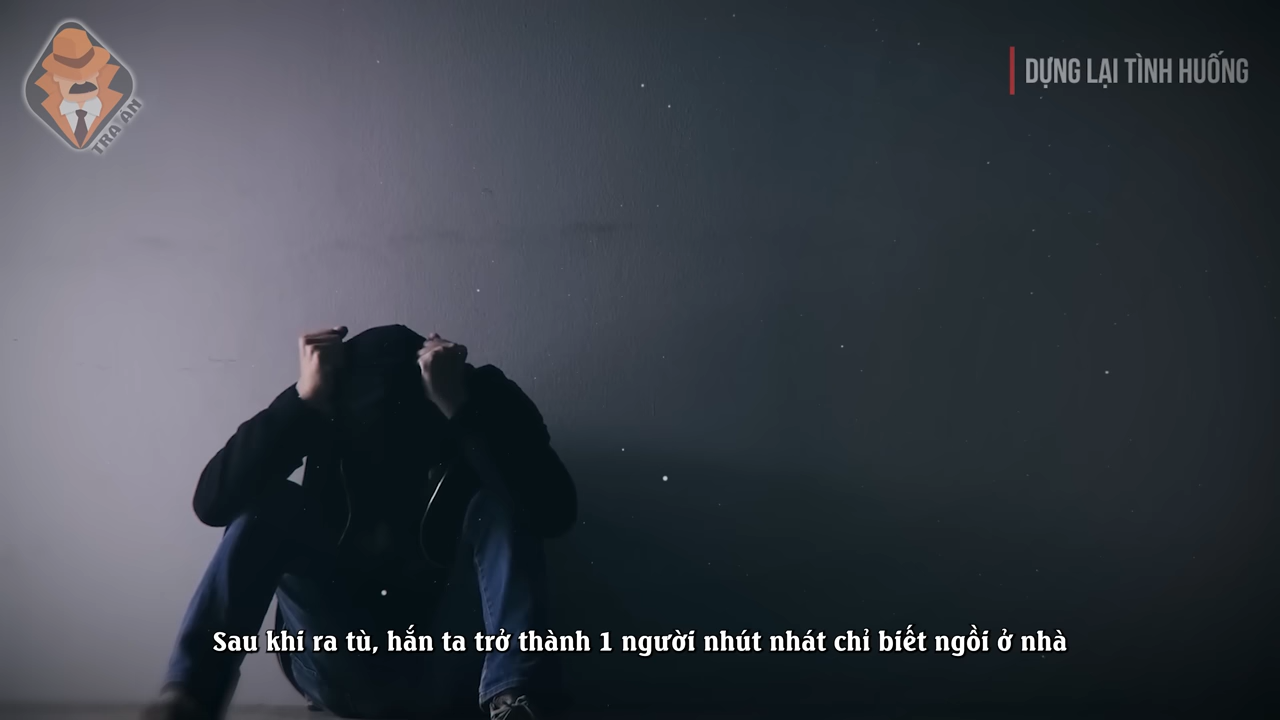 TRA ÁN
DỰNG LẠI TÌNH HUỐNG
Sau khi ra tù, hắn ta trở thành 1 người nhút nhát chỉ biết ngồi ở nhà